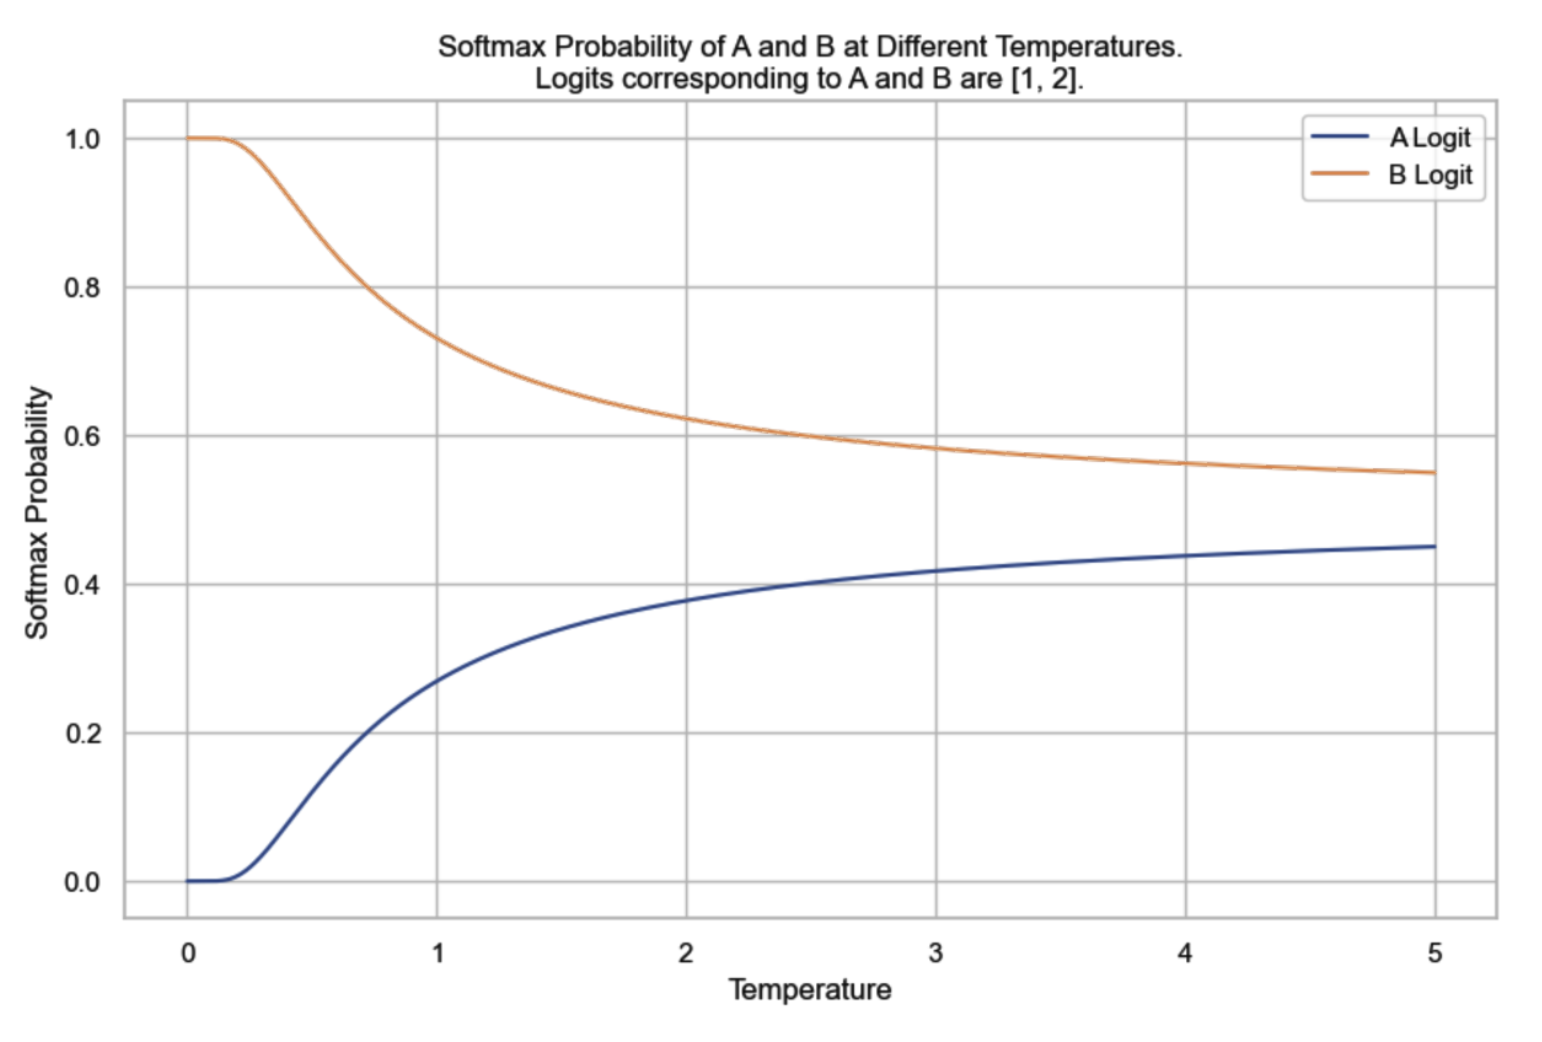 Softmax Probability of A and B at Different Temperatures.
Logits corresponding to A and B are [1, 2].
A Logit
B Logit
Softmax Probability
1.0
0.8
0.6
0.4
0.2
0.0
0 1 2 3 4 5
Temperature